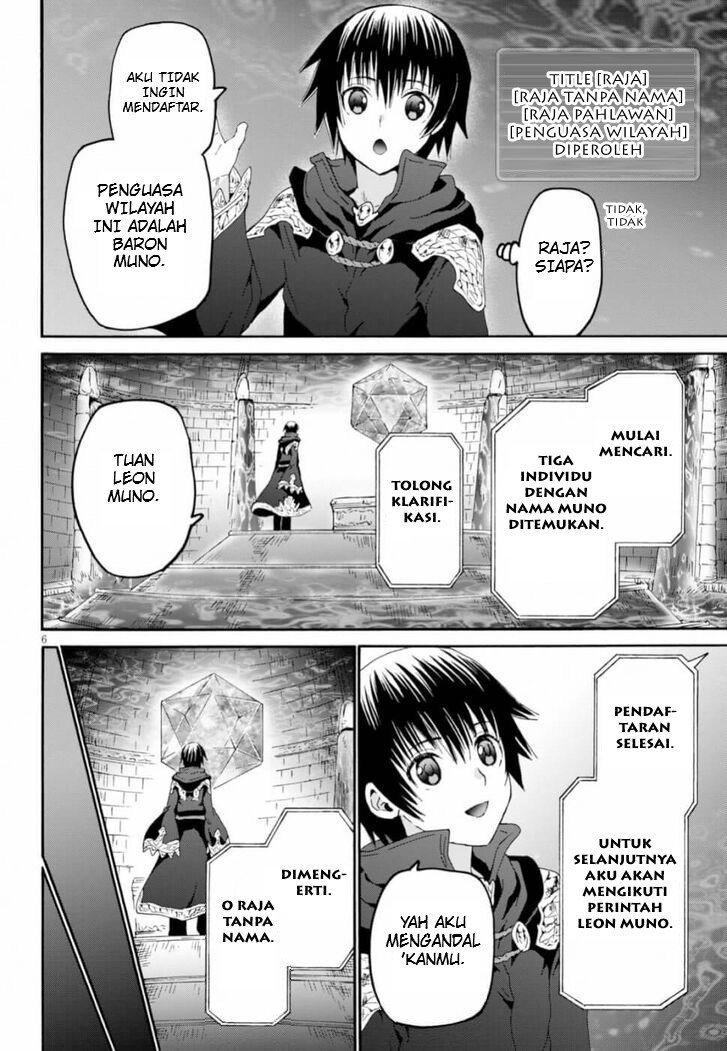 TITLE [RAJA]
[RAJA TANPA NAMA]
[RAJA PAHLAWAN]
[PENGUASA WILAYAH]
DIPEROLEH
TIDAK,
TIDAK
RAJA?
SIAPA?
AKU TIDAK
INGIN
MENDAFTAR.
PENGUASA
WILAYAH
INI ADALAH
BARON
MUNO.
MULAI
MENCARI.
TIGA
INDIVIDU
DENGAN
NAMA MUNO
DITEMUKAN.
TOLONG
KLARIFI-
KASI.
TUAN
LEON
MUNO.
6
PENDAF-
TARAN
SELESAI.
UNTUK
SELANJUTNYA
AKU AKAN
MENGIKUTI
PERINTAH
LEON MUNO.
YAH AKU
MENGANDAL
'KANMU.
DIMENG-
ERTI.
O RAJA
TANPA
NAMA.